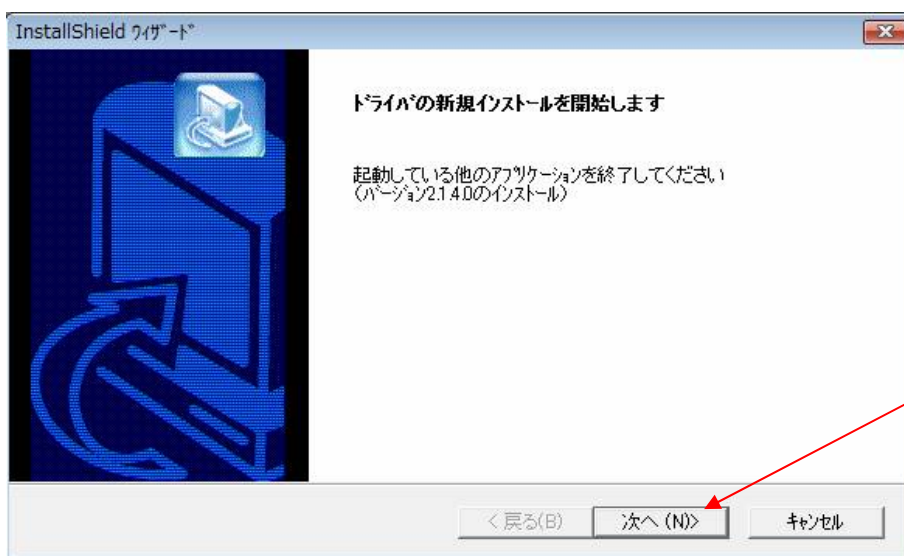 InstallShield ウィザード
ドライバの新規インストールを開始します
起動している他のアプリケーションを終了してください
(バージョン2.1.4.0のインストール)
< 戻る(B)
次へ (N)>
キャンセル